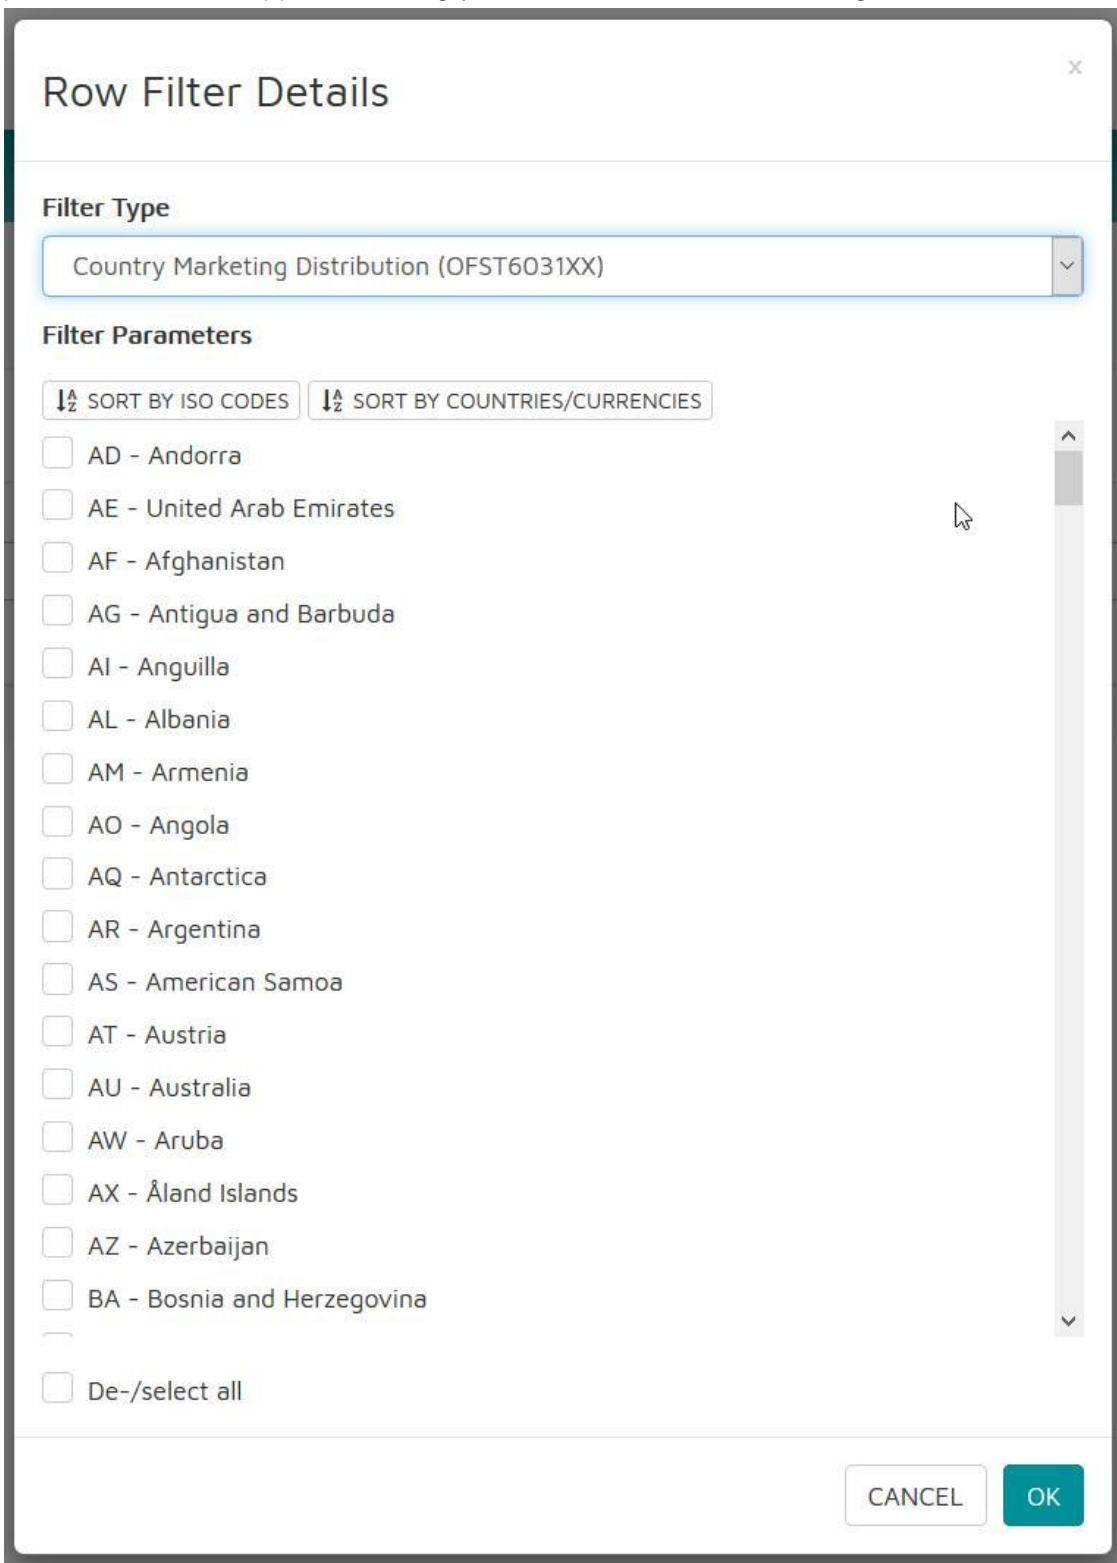 x
Row Filter Details
Filter Type
Country Marketing Distribution (OFST6031XX)
Filter Parameters
SORT BY ISO CODES SORT BY COUNTRIES/CURRENCIES
AD - Andorra
AE - United Arab Emirates
AF - Afghanistan
AG - Antigua and Barbuda
AI - Anguilla
AL - Albania
AM - Armenia
AO - Angola
AQ - Antarctica
AR - Argentina
AS - American Samoa
AT - Austria
AU - Australia
AW - Aruba
AX - Åland Islands
AZ - Azerbaijan
BA - Bosnia and Herzegovina
De-/select all
CANCEL OK